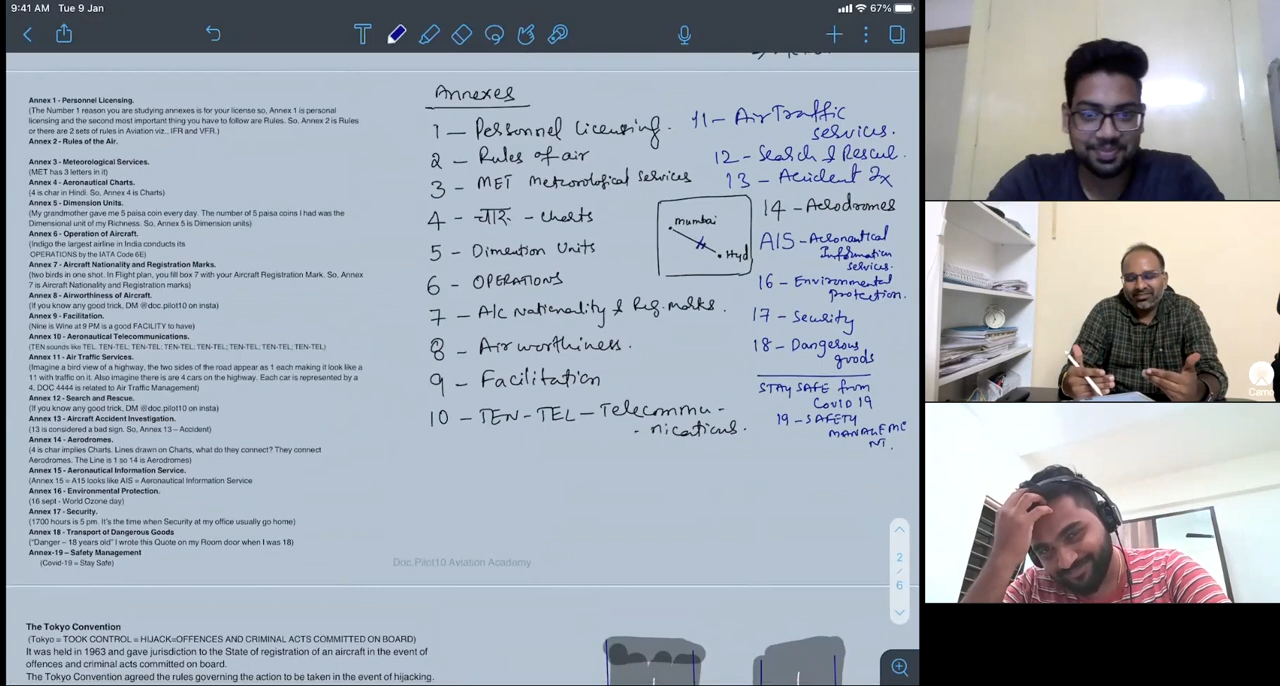 9:41 AM Tue 9 Jan
67%
Annex 1 - Personnel Licensing.
(The Number 1 reason you are studying annexes is for your license so, Annex 1 is personal
licensing and the second most important thing you have to follow are Rules. So. Annex 2 is Rules
or there are 2 sets of rules in Aviation viz., IFR and VFR.)
Annex 2 - Rules of the Air.
Annex 3 - Meteorological Services.
(MET has 3 letters in it)
Annex 4 - Aeronautical Charts.
(4 is char in Hindi. So, Annex 4 is Charts)
Annex 5 - Dimension Units.
(My grandmother gave me 5 paisa coin every day. The number of 5 paisa coins I had was the
Dimensional unit of my Richness. So, Annex 5 is Dimension units)
Annex 6 - Operation of Aircraft.
(Indigo the largest airline in India conducts its
OPERATIONS by the IATA Code 6E)
Annex 7 - Aircraft Nationality and Registration Marks.
(two birds in one shot. In Flight plan, you fill box 7 with your Aircraft Registration Mark. So, Annex
7 is Aircraft Nationality and Registration marks)
Annex 8 - Airworthiness of Aircraft.
(If you know any good trick, DM @doc.pilot10 on insta)
Annex 9 - Facilitation.
(Nine is Wine at 9 PM is a good FACILITY to have)
Annex 10 - Aeronautical Telecommunications.
(TEN sounds like TEL. TEN-TEL; TEN-TEL; TEN-TEL; TEN-TEL; TEN-TEL; TEN-TEL; TEN-TEL)
Annex 11 - Air Traffic Services.
(Imagine a bird view of a highway, the two sides of the road appear as 1 each making it look like a
11 with traffic on it. Also imagine there is are 4 cars on the highway. Each car is represented by a
4, DOC 4444 is related to Air Traffic Management)
Annex 12 - Search and Rescue.
(If you know any good trick, DM @doc.pilot10 on insta)
Annex 13 - Aircraft Accident Investigation.
(13 is considered a bad sign. So, Annex 13 – Accident)
Annex 14 - Aerodromes.
(4 is char implies Charts. Lines drawn on Charts, what do they connect? They connect
Aerodromes. The Line is 1 so 14 is Aerodromes)
Annex 15 - Aeronautical Information Service.
(Annex 15 = A15 looks like AIS = Aeronautical Information Service
Annex 16 - Environmental Protection.
(16 sept - World Ozone day)
Annex 17 - Security.
(1700 hours is 5 pm. It's the time when Security at my office usually go home)
Annex 18 - Transport of Dangerous Goods
("Danger – 18 years old" I wrote this Quote on my Room door when I was 18)
Annex-19 – Safety Management
(Covid-19 = Stay Safe)
Annexes
1 — Personnel Licensing.
2 — Rules of air
3 — MET Meteorological Services
4 — चार - charts
5 — Dimention Units
6 — OPERATIONS
7 — A/C Nationality & Reg. marks.
8 — Air worthiness.
9 — Facilitation
10 — TEN-TEL — Telecommu-
- nications.
mumbai
Hyd
11 — Air Traffic
services.
12 - Search & Rescue.
13 - Accident
14 - Aerodromes
AIS - Aeronautical
Information
services.
16 - Environmental
protection.
17 - Security
18 - Dangerous
goods
STAY SAFE from
Covid 19
19 - SAFETY
MANAGEME
NT.
Doc.Pilot10 Aviation Academy
2
/
6
The Tokyo Convention
(Tokyo = TOOK CONTROL = HIJACK=OFFENCES AND CRIMINAL ACTS COMMITTED ON BOARD)
It was held in 1963 and gave jurisdiction to the State of registration of an aircraft in the event of
offences and criminal acts committed on board.
The Tokyo Convention agreed the rules governing the action to be taken in the event of hijacking.